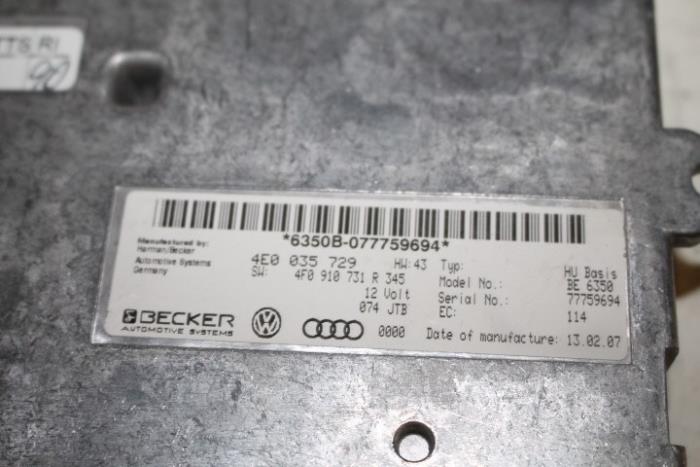 TTS RI
*6350B-077759694*
Manufactured by:
Harman/Becker
Automotive Systems
Germany
4E0 035 729 HW:43 Typ: HU Basis
SW: 4F0 910 731 R 345 Model No.: BE 6350
12 Volt Serial No.: 77759694
074 JTB EC: 114
BECKER
AUTOMOTIVE SYSTEMS
0000 Date of manufacture: 13.02.07